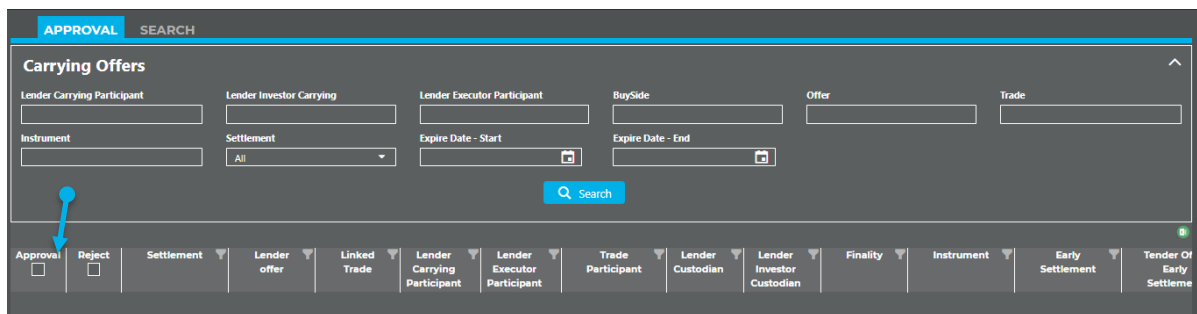 APPROVAL SEARCH
Carrying Offers
Lender Carrying Participant Lender Investor Carrying Lender Executor Participant BuySide Offer Trade
Instrument Settlement Expire Date - Start Expire Date - End
All
Search
Approval Reject Settlement Lender Linked Lender Lender Trade Lender Lender Finality Instrument Early Tender Of
offer Trade Carrying Executor Participant Custodian Investor Settlement Early
Participant Participant Custodian Settleme